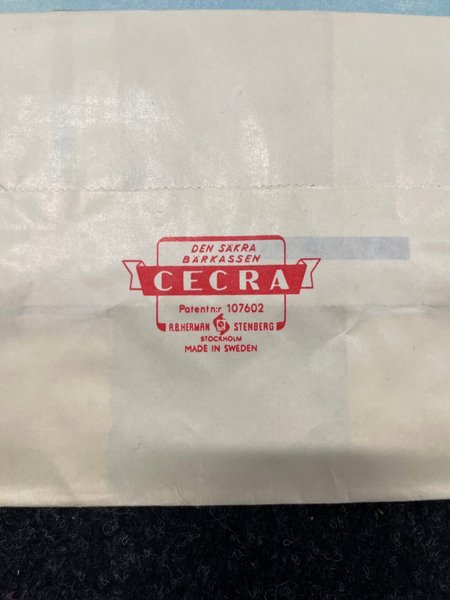 DEN SÄKRA
BÄRKASSEN
CECRA
Patentn:r 107602
A.B. HERMAN STENBERG
STOCKHOLM
MADE IN SWEDEN